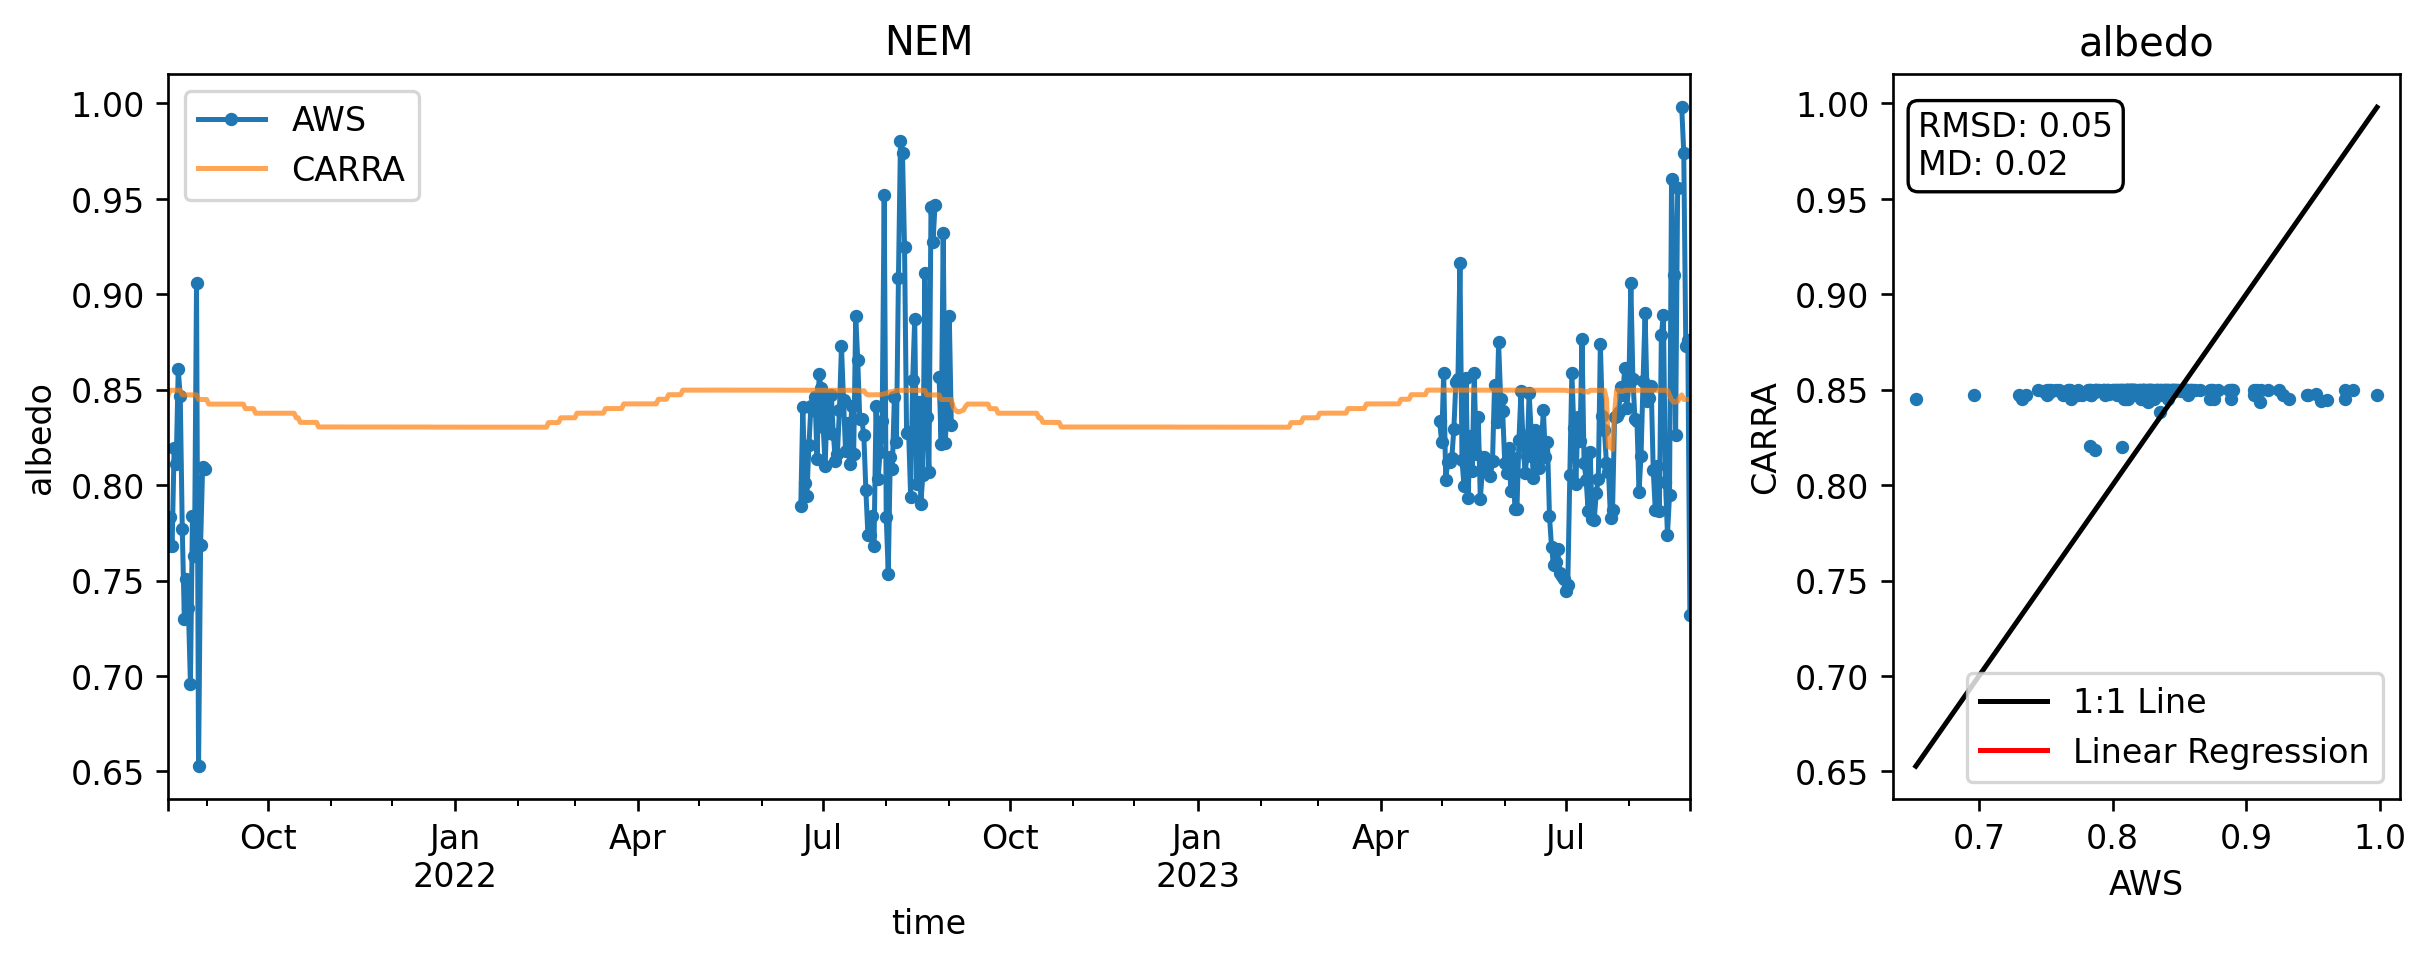 NEM
albedo
1.00
0.95
0.90
0.85
0.80
0.75
0.70
0.65
AWS
CARRA
Oct
Jan
2022
Apr
Jul
Oct
Jan
2023
Apr
Jul
time
albedo
CARRA
1.00
0.95
0.90
0.85
0.80
0.75
0.70
0.65
RMSD: 0.05
MD: 0.02
1:1 Line
Linear Regression
0.7
0.8
0.9
1.0
AWS